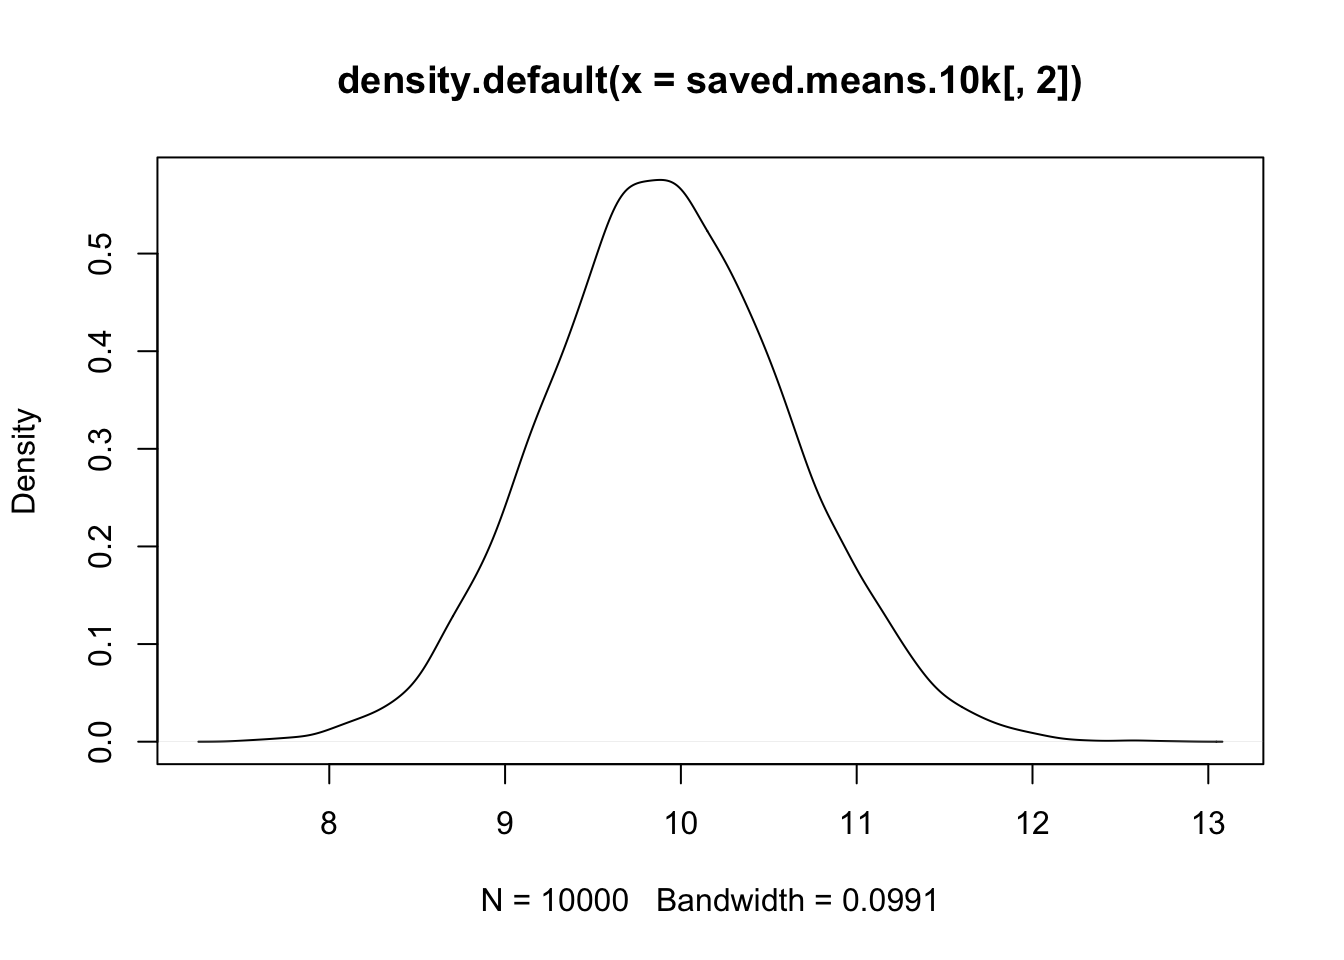 density.default(x = saved.means.10k[, 2])
Density
0.5
0.4
0.3
0.2
0.1
0.0
8 9 10 11 12 13
N = 10000 Bandwidth = 0.0991